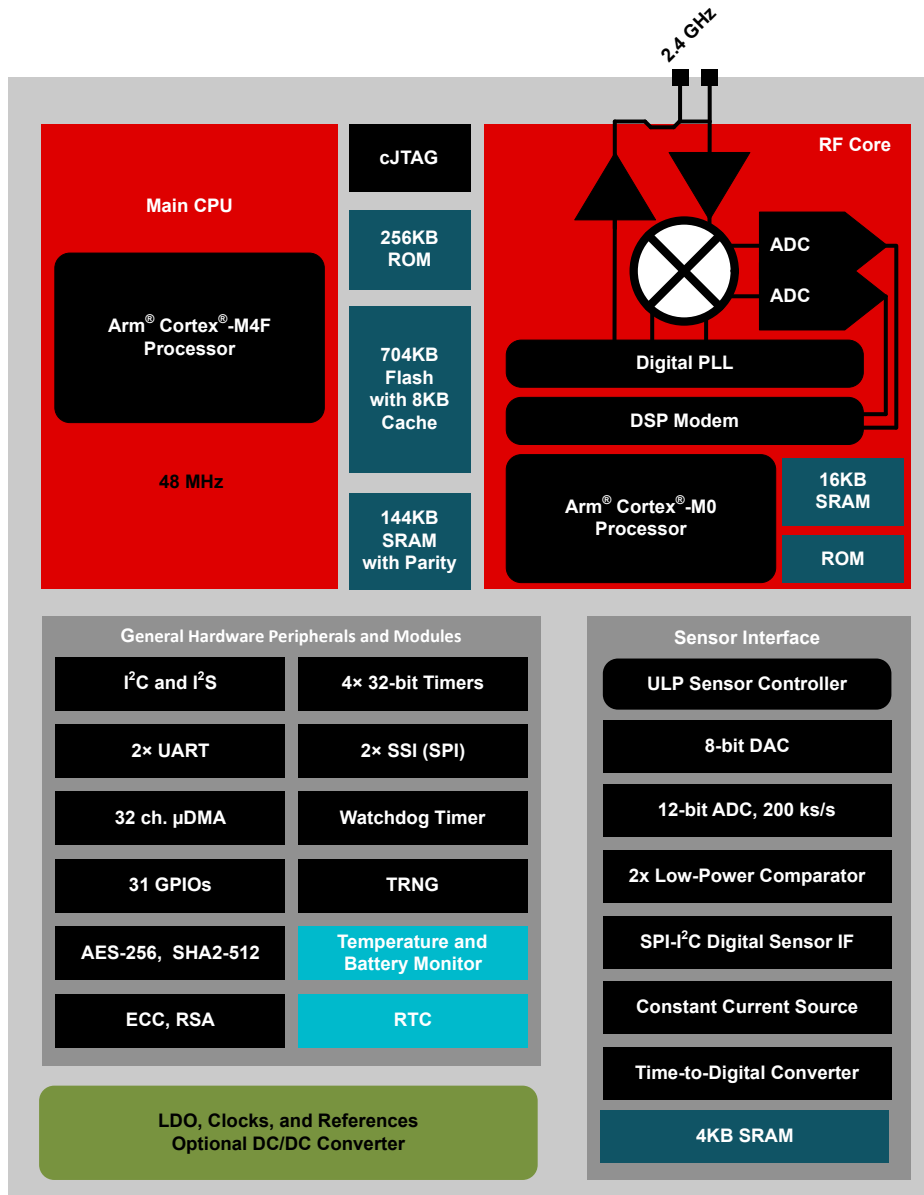 2.4 GHz
Main CPU
Arm® Cortex®-M4F
Processor
48 MHz
cJTAG
256KB
ROM
704KB
Flash
with 8KB
Cache
144KB
SRAM
with Parity
RF Core
ADC
ADC
Digital PLL
DSP Modem
Arm® Cortex®-M0
Processor
16KB
SRAM
ROM
General Hardware Peripherals and Modules
I²C and I²S
4× 32-bit Timers
2× UART
2× SSI (SPI)
32 ch. µDMA
Watchdog Timer
31 GPIOs
TRNG
AES-256, SHA2-512
Temperature and
Battery Monitor
ECC, RSA
RTC
LDO, Clocks, and References
Optional DC/DC Converter
Sensor Interface
ULP Sensor Controller
8-bit DAC
12-bit ADC, 200 ks/s
2x Low-Power Comparator
SPI-I²C Digital Sensor IF
Constant Current Source
Time-to-Digital Converter
4KB SRAM